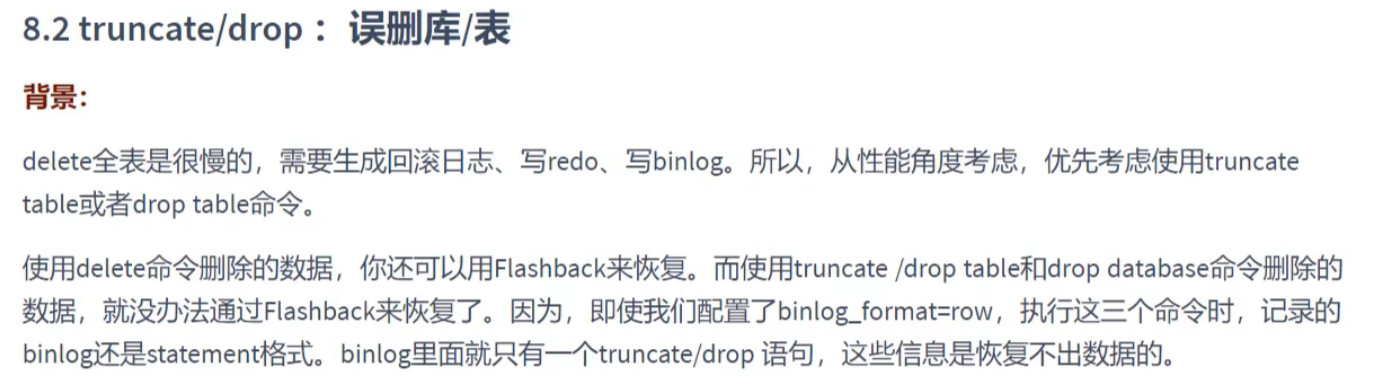 8.2 truncate/drop ：误删库/表
背景：
delete全表是很慢的，需要生成回滚日志、写redo、写binlog。所以，从性能角度考虑，优先考虑使用truncate
table或者drop table命令。
使用delete命令删除的数据，你还可以用Flashback来恢复。而使用truncate /drop table和drop database命令删除的
数据，就没办法通过Flashback来恢复了。因为，即使我们配置了binlog_format=row，执行这三个命令时，记录的
binlog还是statement格式。binlog里面就只有一个truncate/drop 语句，这些信息是恢复不出数据的。